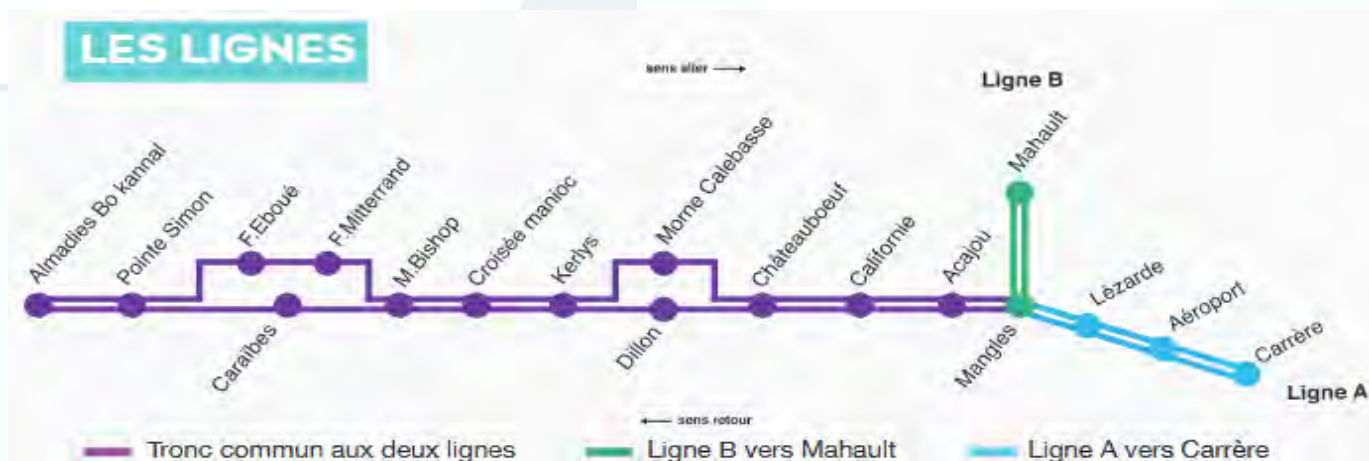 LES LIGNES
sens aller →
Ligne B
Almadies Bo kannal
Pointe Simon
F.Eboué
F.Mitterrand
M.Bishop
Croisée manioc
Kerlys
Morne Calebasse
Châteauboeuf
Californie
Acajou
Mahault
Lézarde
Aéroport
Carrère
Caraïbes
Dillon
Mangles
Ligne A
← sens retour
Tronc commun aux deux lignes
Ligne B vers Mahault
Ligne A vers Carrère